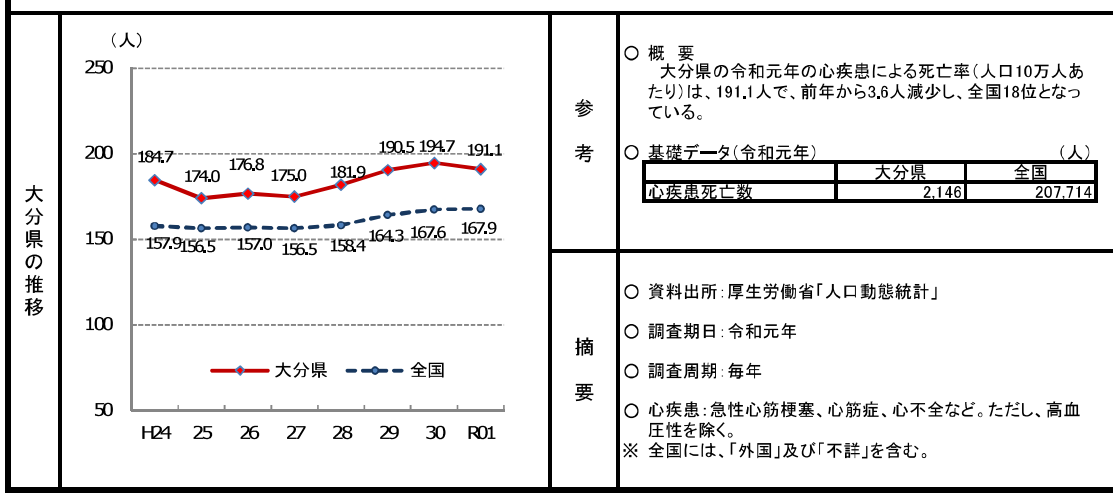 大分県の推移
（人）
250
200
150
100
50
184.7
174.0
176.8
175.0
181.9
190.5
194.7
191.1
157.9
156.5
157.0
156.5
158.4
164.3
167.6
167.9
大分県
全国
H24 25 26 27 28 29 30 R01
参考
○ 概 要
大分県の令和元年の心疾患による死亡率（人口10万人あ
たり）は、191.1人で、前年から3.6人減少し、全国18位となっ
ている。
○ 基礎データ（令和元年） （人）
大分県 全国
心疾患死亡数 2,146 207,714
摘要
○ 資料出所：厚生労働省「人口動態統計」
○ 調査期日：令和元年
○ 調査周期：毎年
○ 心疾患：急性心筋梗塞、心筋症、心不全など。ただし、高血
圧性を除く。
※ 全国には、「外国」及び「不詳」を含む。